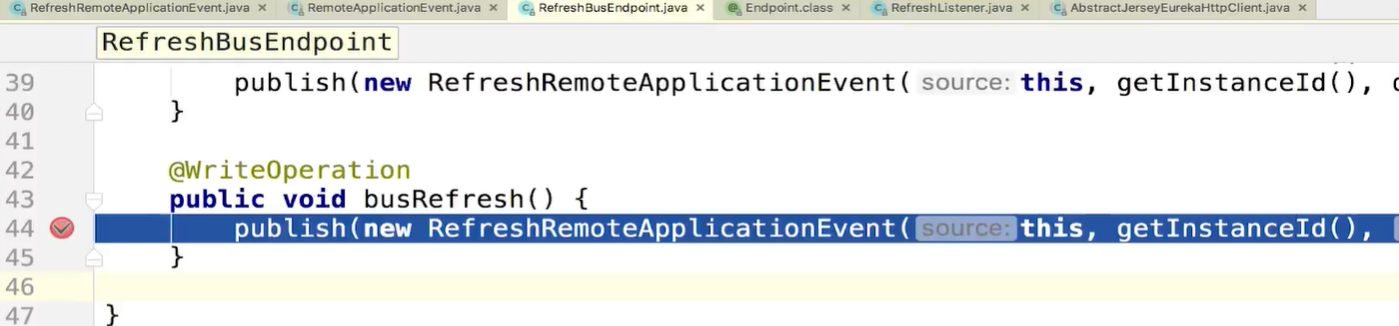 RefreshRemoteApplicationEvent.java RemoteApplicationEvent.java RefreshBusEndpoint.java Endpoint.class RefreshListener.java AbstractJerseyEurekaHttpClient.java
RefreshBusEndpoint
39 publish(new RefreshRemoteApplicationEvent( source: this, getInstanceId(),
40 }
41
42 @WriteOperation
43 public void busRefresh() {
44 publish(new RefreshRemoteApplicationEvent( source: this, getInstanceId(),
45 }
46
47 }